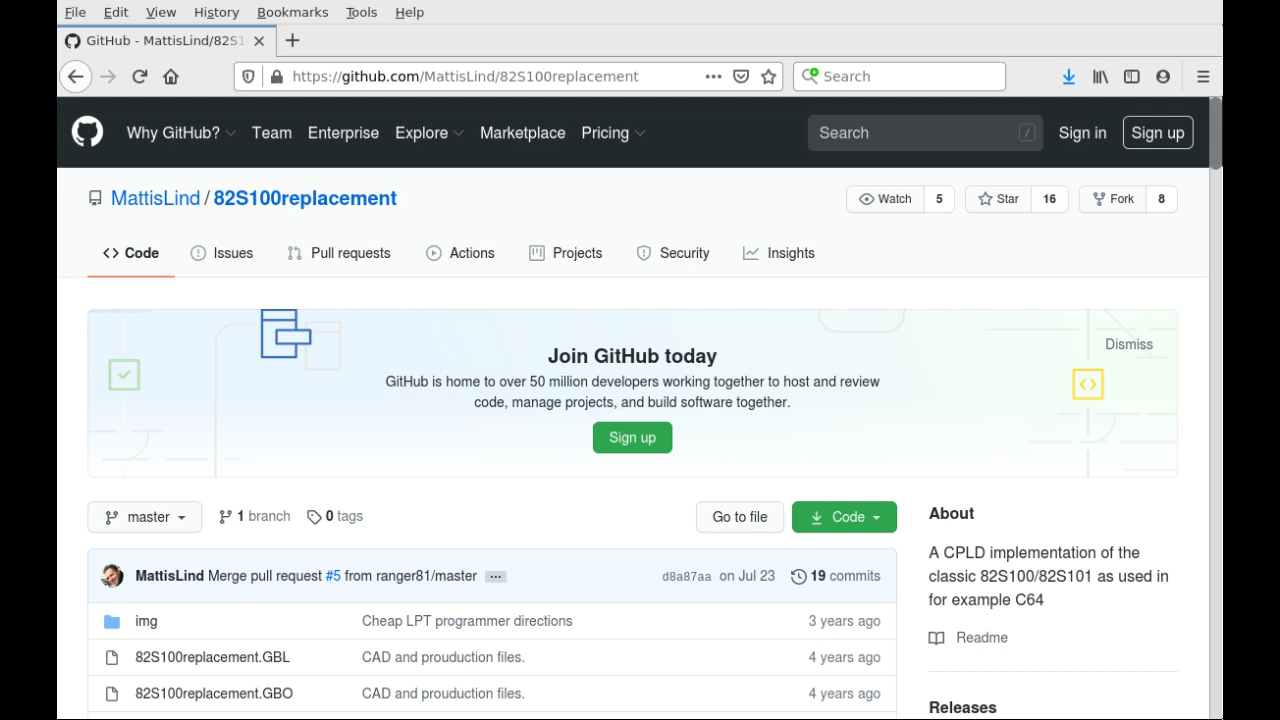 File Edit View History Bookmarks Tools Help
GitHub - MattisLind/82S1
https://github.com/MattisLind/82S100replacement ••• Search
Why GitHub? Team Enterprise Explore Marketplace Pricing Search / Sign in Sign up
MattisLind / 82S100replacement Watch 5 Star 16 Fork 8
Code Issues Pull requests Actions Projects Security Insights
Dismiss
Join GitHub today
GitHub is home to over 50 million developers working together to host and review
code, manage projects, and build software together.
Sign up
master 1 branch 0 tags Go to file Code
About
A CPLD implementation of the
classic 82S100/82S101 as used in
for example C64
Readme
Releases
MattisLind Merge pull request #5 from ranger81/master ... d8a87aa on Jul 23 19 commits
img Cheap LPT programmer directions 3 years ago
82S100replacement.GBL CAD and prouduction files. 4 years ago
82S100replacement.GBO CAD and prouduction files. 4 years ago